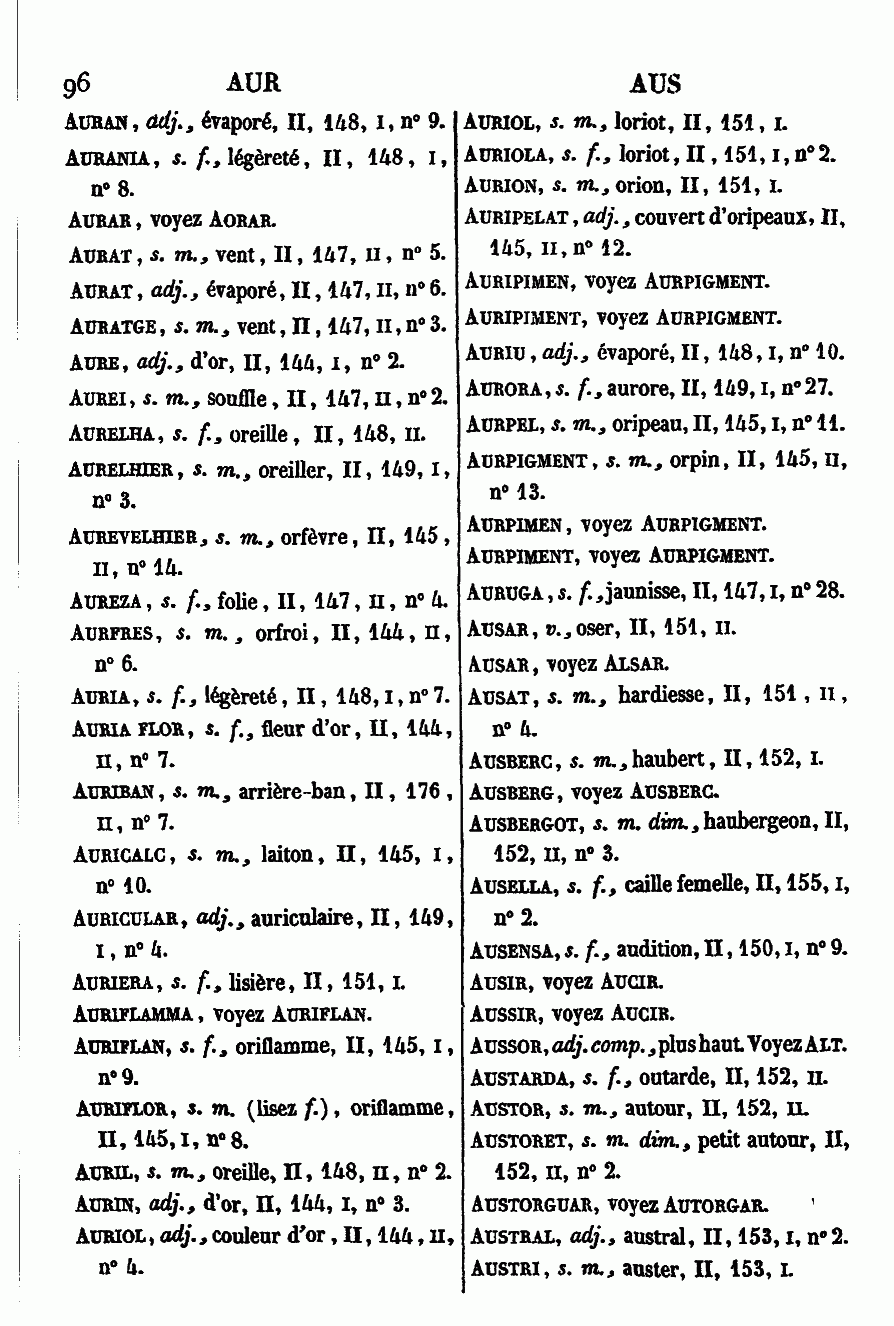 96
AUR
AUS
AURAN, adj., évaporé, II, 148, I, n° 9.
AURANIA, s. f., légèreté, II, 148, I,
n° 8.
AURAR, voyez AORAR.
AURAT, s. m., vent, II, 147, II, n° 5.
AURAT, adj., évaporé, II, 147, II, n° 6.
AURATGE, s. m., vent, II, 147, II, n° 3.
AURE, adj., d'or, II, 144, I, n° 2.
AUREI, s. m., souffle, II, 147, II, n° 2.
AURELHA, s. f., oreille, II, 148, II.
AURELHIER, s. m., oreiller, II, 149, I,
n° 3.
AUREVELHIER, s. m., orfèvre, II, 145,
II, n° 14.
AUREZA, s. f., folie, II, 147, II, n° 4.
AURFRES, s. m., orfroi, II, 144, II,
n° 6.
AURIA, s. f., légèreté, II, 148, I, n° 7.
AURIA FLOR, s. f., fleur d'or, II, 144,
II, n° 7.
AURIBAN, s. m., arrière-ban, II, 176,
II, n° 7.
AURICALC, s. m., laiton, II, 145, I,
n° 10.
AURICULAR, adj., auriculaire, II, 149,
I, n° 4.
AURIERA, s. f., lisière, II, 151, I.
AURIFLAMMA, voyez AURIFLAN.
AURIFLAN, s. f., oriflamme, II, 145, I,
n° 9.
AURIFLOR, s. m. (lisez f.), oriflamme,
II, 145, I, n° 8.
AURIL, s. m., oreille, II, 148, II, n° 2.
AURIN, adj., d'or, II, 144, I, n° 3.
AURIOL, adj., couleur d'or, II, 144, II,
n° 4.
AURIOL, s. m., loriot, II, 151, I.
AURIOLA, s. f., loriot, II, 151, I, n° 2.
AURION, s. m., orion, II, 151, I.
AURIPELAT, adj., couvert d'oripeaux, II,
145, II, n° 12.
AURIPIMEN, voyez AURPIGMENT.
AURIPIMENT, voyez AURPIGMENT.
AURIU, adj., évaporé, II, 148, I, n° 10.
AURORA, s. f., aurore, II, 149, I, n° 27.
AURPEL, s. m., oripeau, II, 145, I, n° 11.
AURPIGMENT, s. m., orpin, II, 145, II,
n° 13.
AURPIMEN, voyez AURPIGMENT.
AURPIMENT, voyez AURPIGMENT.
AURUGA, s. f., jaunisse, II, 147, I, n° 28.
AUSAR, v., oser, II, 151, II.
AUSAR, voyez ALSAR.
AUSAT, s. m., hardiesse, II, 151, II,
n° 4.
AUSBERC, s. m., haubert, II, 152, I.
AUSBERG, voyez AUSBERC.
AUSBERGOT, s. m. dim., haubergeon, II,
152, II, n° 3.
AUSELLA, s. f., caille femelle, II, 155, I,
n° 2.
AUSENSA, s. f., audition, II, 150, I, n° 9.
AUSIR, voyez AUCIR.
AUSSIR, voyez AUCIR.
AUSSOR, adj. comp., plus haut. Voyez ALT.
AUSTARDA, s. f., outarde, II, 152, II.
AUSTOR, s. m., autour, II, 152, II.
AUSTORET, s. m. dim., petit autour, II,
152, II, n° 2.
AUSTORGUAR, voyez AUTORGAR.
AUSTRAL, adj., austral, II, 153, I, n° 2.
AUSTRI, s. m., auster, II, 153, I.